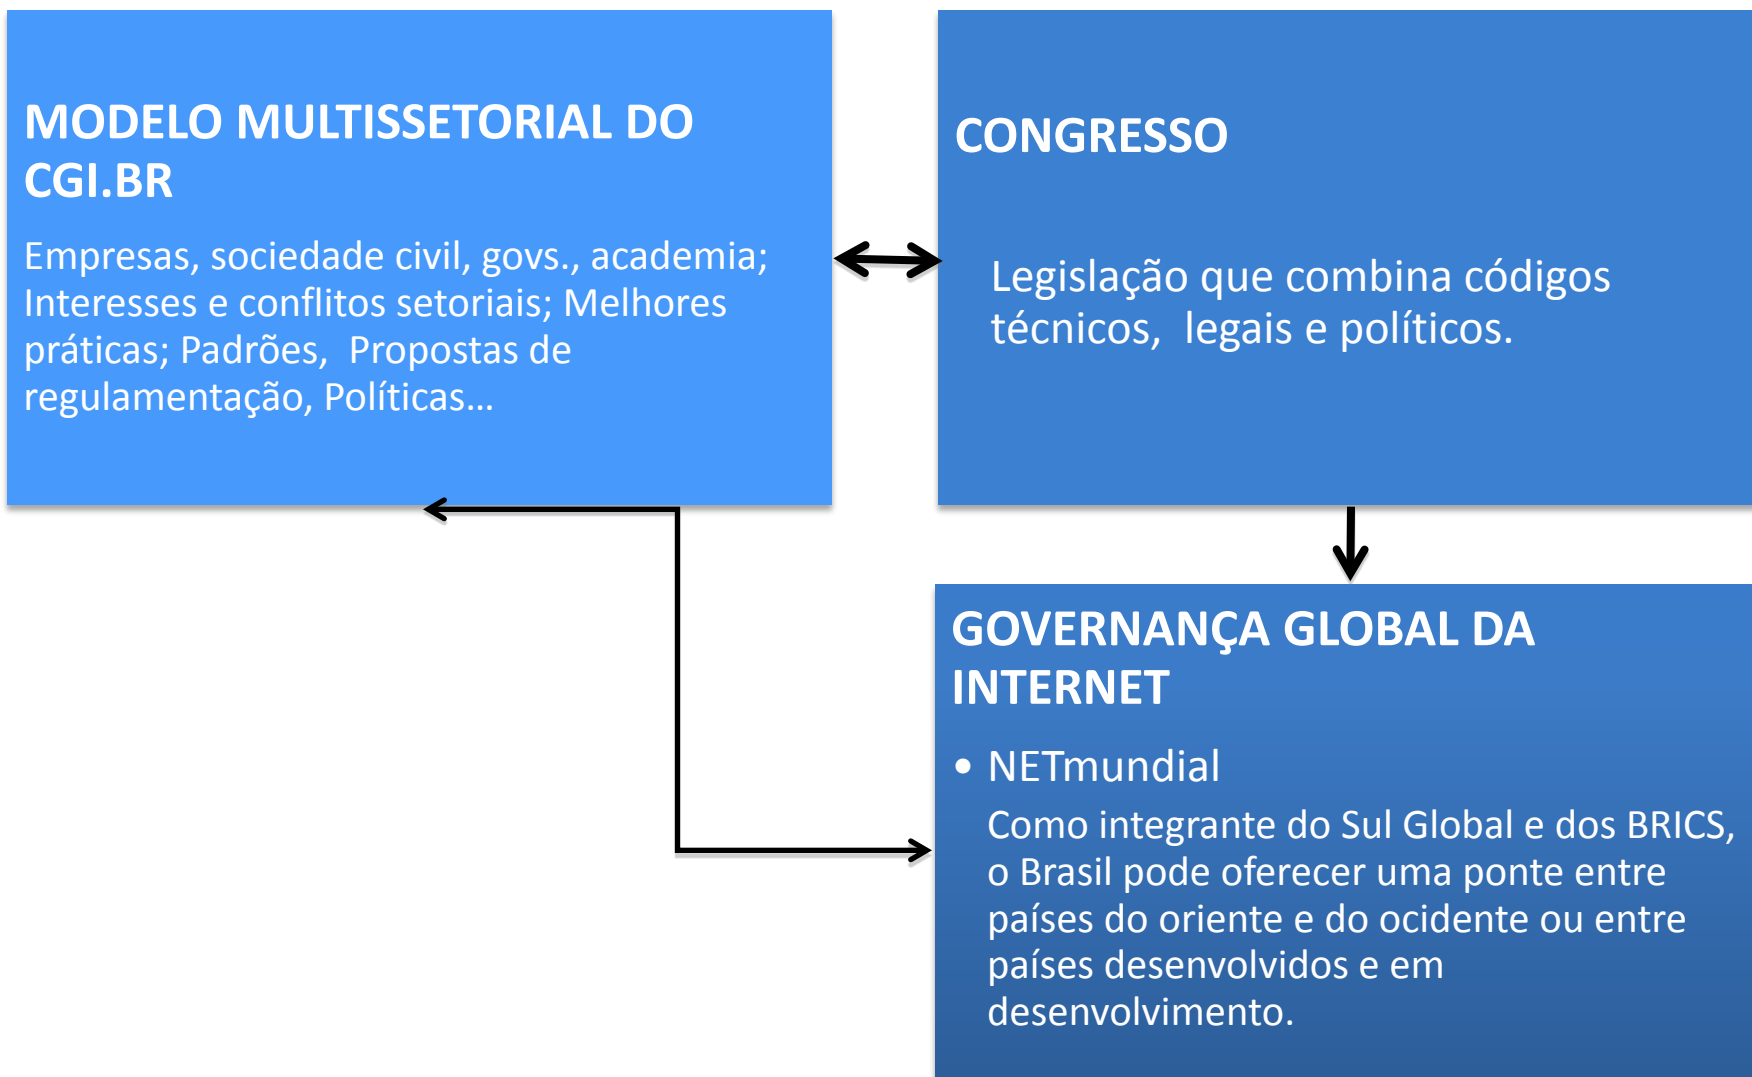 MODELO MULTISSETORIAL DO
CGI.BR
Empresas, sociedade civil, govs., academia;
Interesses e conflitos setoriais; Melhores
práticas; Padrões,  Propostas de
regulamentação, Políticas...
CONGRESSO
Legislação que combina códigos
técnicos,  legais e políticos.
GOVERNANÇA GLOBAL DA
INTERNET
• NETmundial
Como integrante do Sul Global e dos BRICS,
o Brasil pode oferecer uma ponte entre
países do oriente e do ocidente ou entre
países desenvolvidos e em
desenvolvimento.